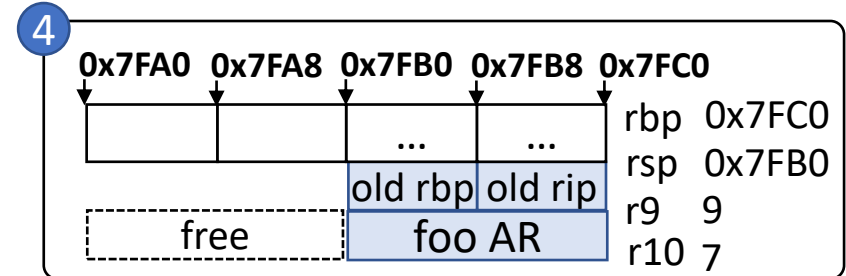 4
0x7FA0 0x7FA8 0x7FB0 0x7FB8 0x7FC0
... ... rbp 0x7FC0
old rbp old rip rsp 0x7FB0
free foo AR r9 9
r10 7